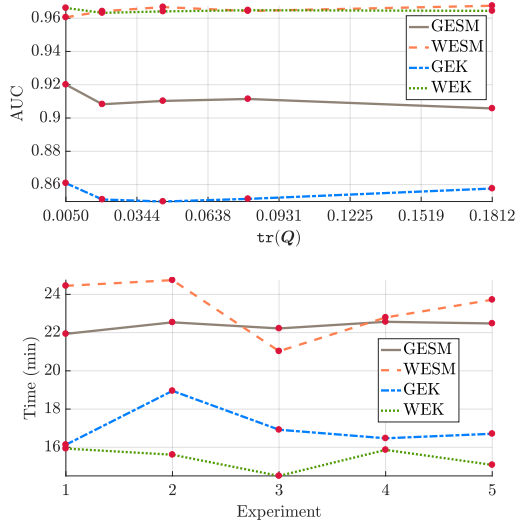 0.96
0.94
0.92
0.9
0.88
0.86
AUC
GESM
WESM
GEK
WEK
0.0050 0.0344 0.0638 0.0931 0.1225 0.1519 0.1812
tr(Q)
24
22
20
18
16
Time (min)
GESM
WESM
GEK
WEK
1 2 3 4 5
Experiment